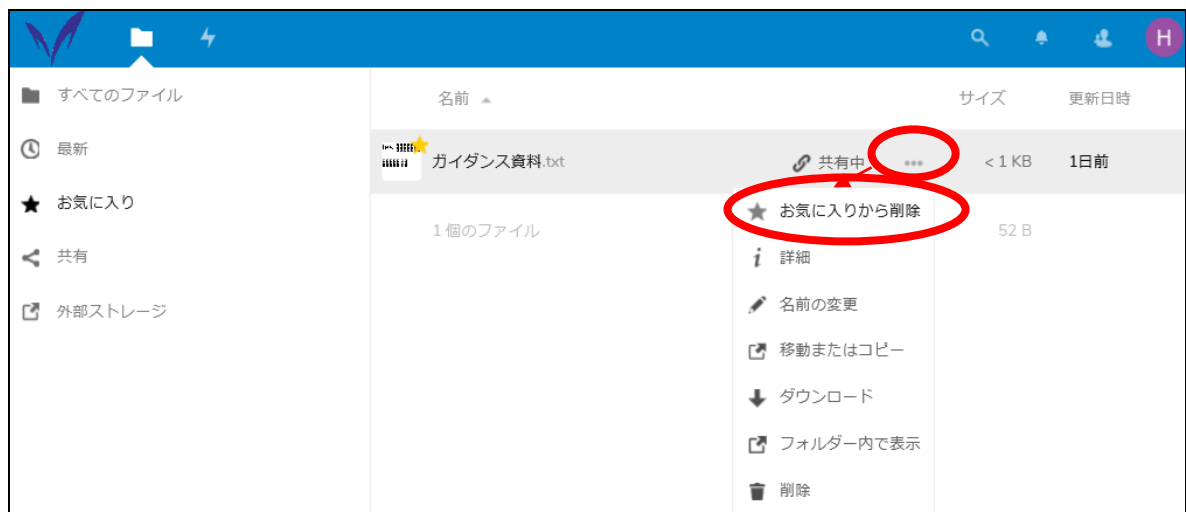 H
すべてのファイル
名前 サイズ 更新日時
最新
ガイダンス資料.txt 共有中 < 1 KB 1日前
お気に入り
お気に入りから削除
1 個のファイル 52 B
共有
詳細
外部ストレージ
名前の変更
移動またはコピー
ダウンロード
フォルダー内で表示
削除